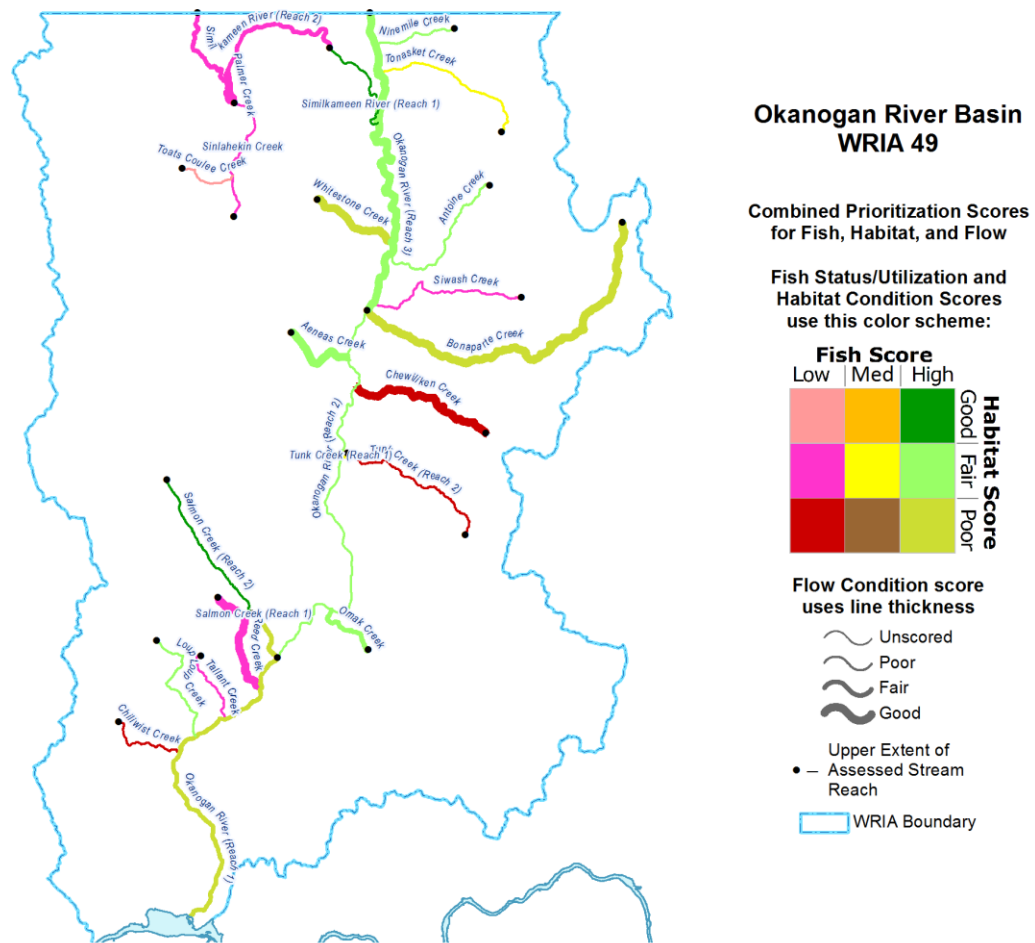 Okanogan River Basin
WRIA 49
Combined Prioritization Scores
for Fish, Habitat, and Flow
Fish Status/Utilization and
Habitat Condition Scores
use this color scheme:
Fish Score
Low
Med
High
Good
Fair
Poor
Habitat Score
Flow Condition score
uses line thickness
Unscored
Poor
Fair
Good
Upper Extent of
Assessed Stream
Reach
WRIA Boundary
Similkameen River (Reach 2)
Ninemile Creek
Tonasket Creek
Palmer Creek
Similkameen River (Reach 1)
Sinlahekin Creek
Toats Coulee Creek
Okanogan River (Reach 3)
Whitestone Creek
Antoine Creek
Siwash Creek
Aeneas Creek
Bonaparte Creek
Chewiliken Creek
Okanogan River (Reach 2)
Tunk Creek (Reach 1)
Tunk Creek (Reach 2)
Salmon Creek (Reach 2)
Salmon Creek (Reach 1)
Reed Creek
Omak Creek
Loup Loup Creek
Tallant Creek
Chiliwist Creek
Okanogan River (Reach 1)